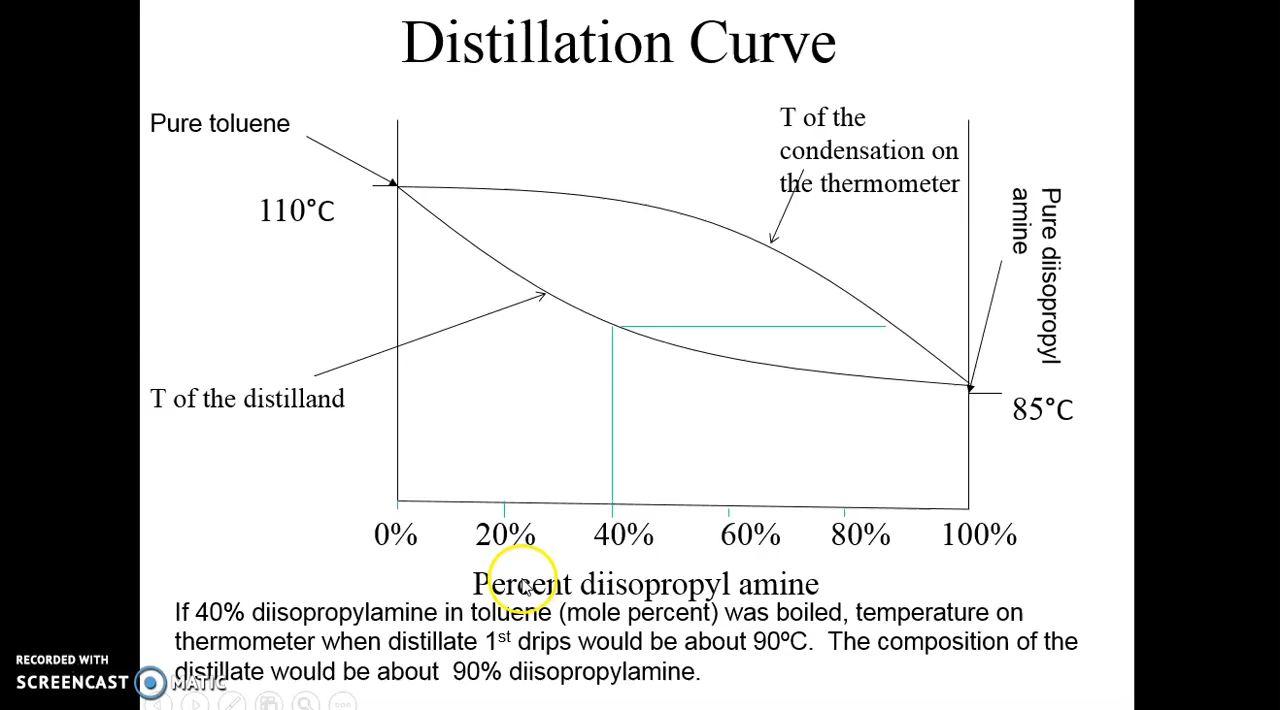 Distillation Curve
Pure toluene
T of the
condensation on
the thermometer
110°C
Pure diisopropyl
amine
T of the distilland
85°C
0% 20% 40% 60% 80% 100%
Percent diisopropyl amine
If 40% diisopropylamine in toluene (mole percent) was boiled, temperature on
thermometer when distillate 1st drips would be about 90ºC. The composition of the
distillate would be about 90% diisopropylamine.
RECORDED WITH
SCREENCAST MATIC